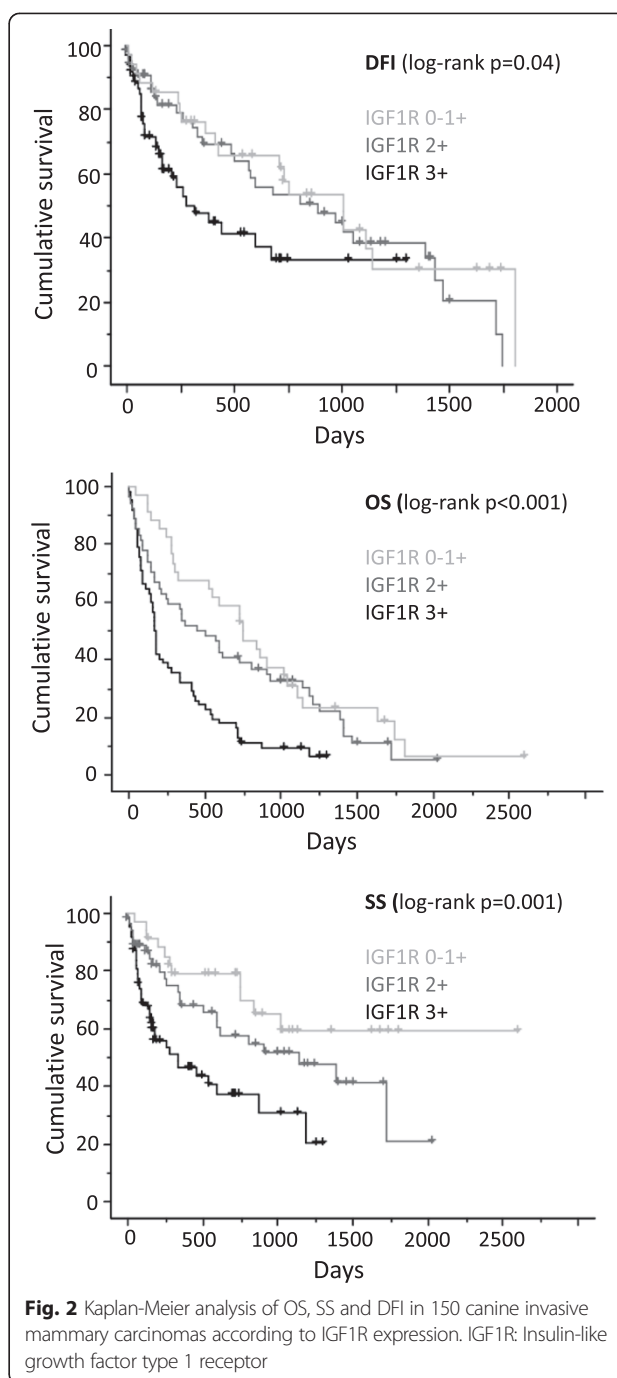 DFI (log-rank p=0.04)
IGF1R 0-1+
IGF1R 2+
IGF1R 3+
Cumulative survival
100
80
60
40
20
0
0 500 1000 1500 2000
Days
OS (log-rank p<0.001)
IGF1R 0-1+
IGF1R 2+
IGF1R 3+
Cumulative survival
100
80
60
40
20
0
0 500 1000 1500 2000 2500
Days
SS (log-rank p=0.001)
IGF1R 0-1+
IGF1R 2+
IGF1R 3+
Cumulative survival
100
80
60
40
20
0
0 500 1000 1500 2000 2500
Days
Fig. 2 Kaplan-Meier analysis of OS, SS and DFI in 150 canine invasive
mammary carcinomas according to IGF1R expression. IGF1R: Insulin-like
growth factor type 1 receptor